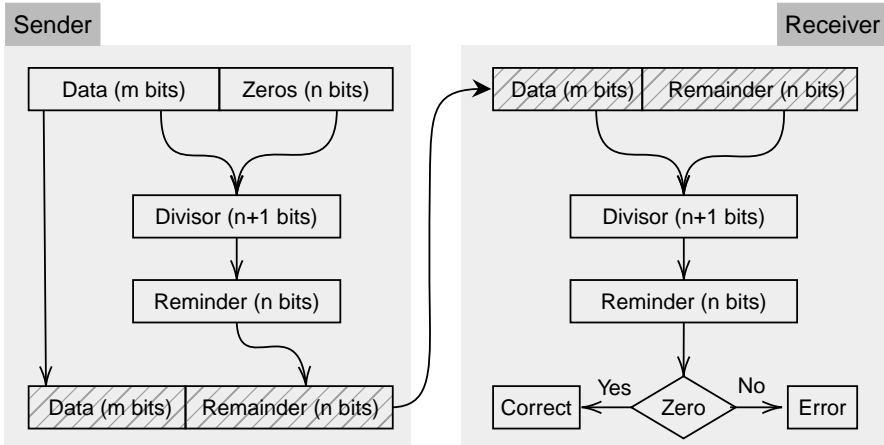 Sender
Data (m bits)
Zeros (n bits)
Divisor (n+1 bits)
Reminder (n bits)
Data (m bits)
Remainder (n bits)
Receiver
Data (m bits)
Remainder (n bits)
Divisor (n+1 bits)
Reminder (n bits)
Yes
No
Correct
Zero
Error